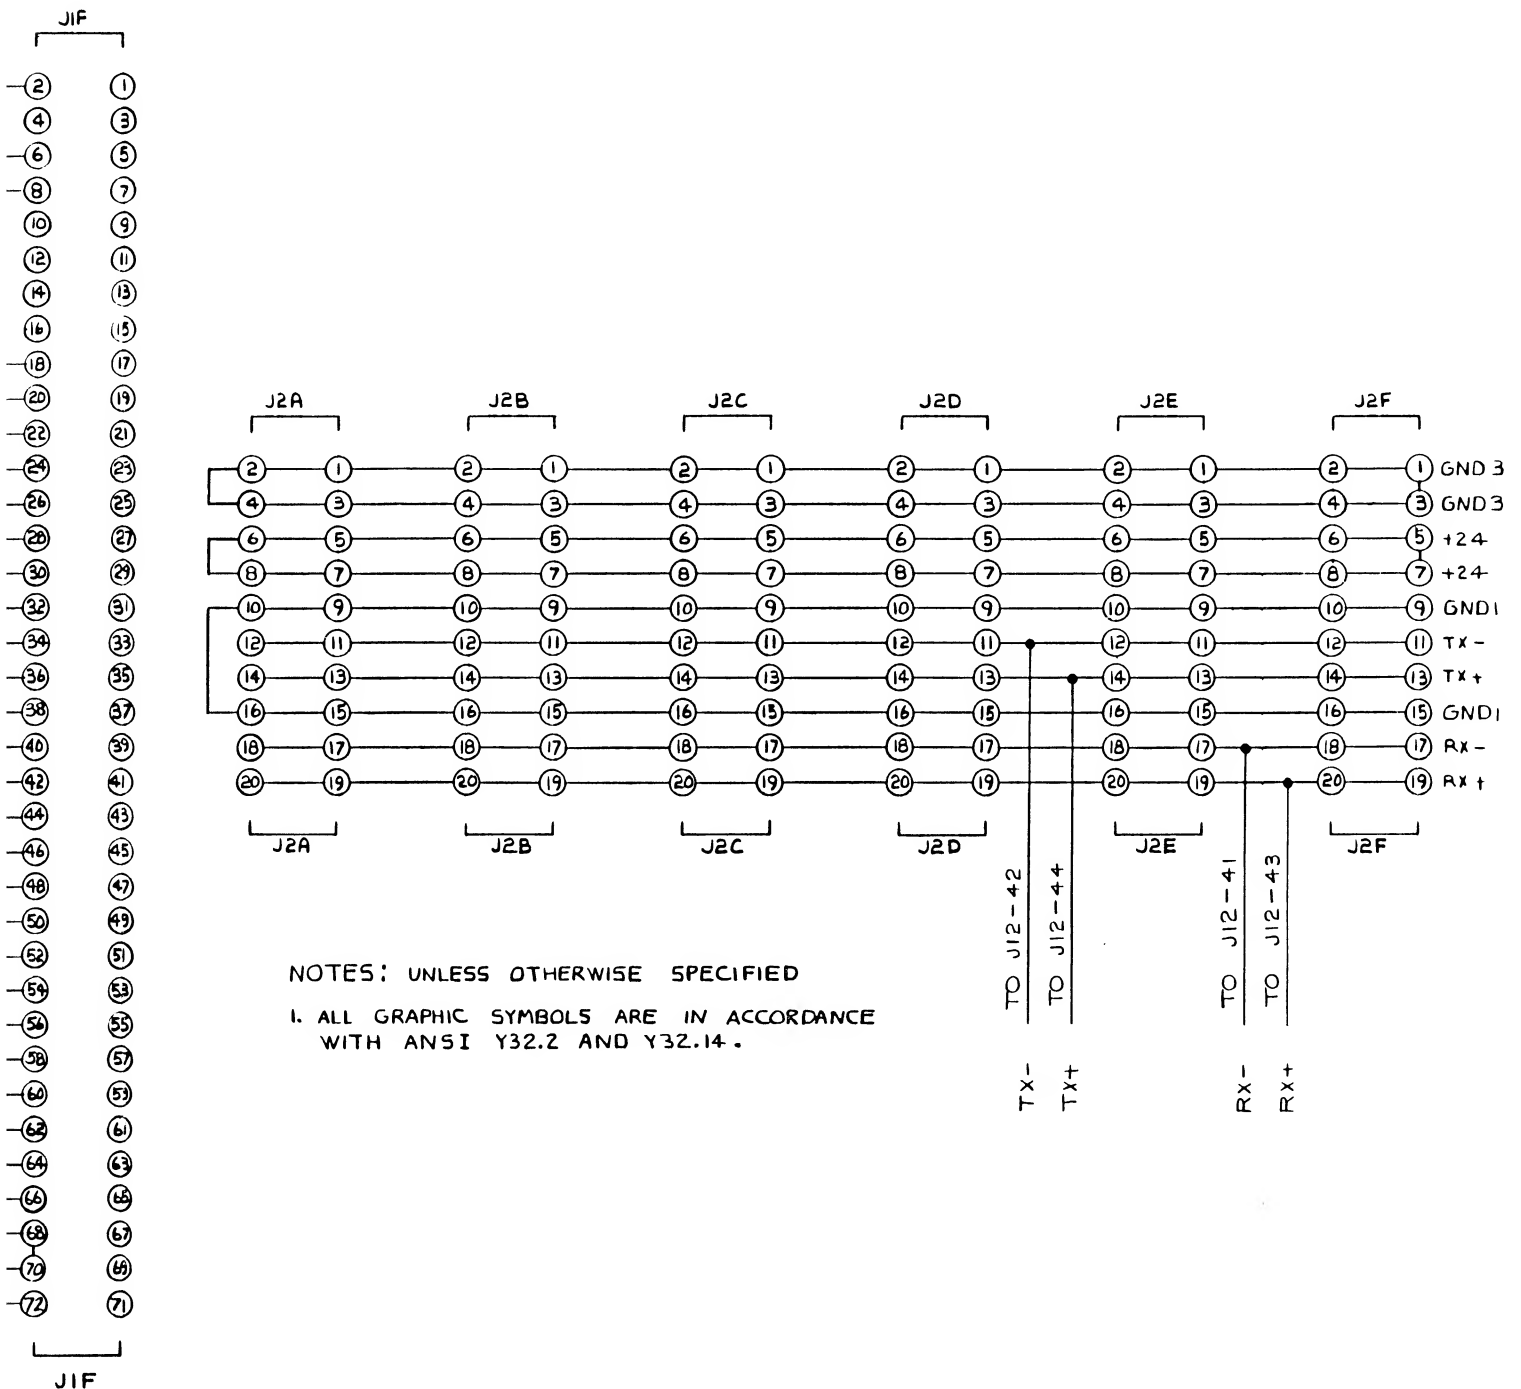 J1F
2 1
4 3
6 5
8 7
10 9
12 11
14 13
16 15
18 17
20 19
22 21
24 23
26 25
28 27
30 29
32 31
34 33
36 35
38 37
40 39
42 41
44 43
46 45
48 47
50 49
52 51
54 53
56 55
58 57
60 59
62 61
64 63
66 65
68 67
70 69
72 71
J1F
J2A J2B J2C J2D J2E J2F
2 1 2 1 2 1 2 1 2 1 2 1 GND 3
4 3 4 3 4 3 4 3 4 3 4 3 GND 3
6 5 6 5 6 5 6 5 6 5 6 5 +24
8 7 8 7 8 7 8 7 8 7 8 7 +24
10 9 10 9 10 9 10 9 10 9 10 9 GND1
12 11 12 11 12 11 12 11 12 11 12 11 TX-
14 13 14 13 14 13 14 13 14 13 14 13 TX+
16 15 16 15 16 15 16 15 16 15 16 15 GND1
18 17 18 17 18 17 18 17 18 17 18 17 RX-
20 19 20 19 20 19 20 19 20 19 20 19 RX+
J2A J2B J2C J2D J2E J2F
TO J12-42
TO J12-44
TO J12-41
TO J12-43
TX-
TX+
RX-
RX+
NOTES: UNLESS OTHERWISE SPECIFIED
1. ALL GRAPHIC SYMBOLS ARE IN ACCORDANCE
WITH ANSI Y32.2 AND Y32.14.